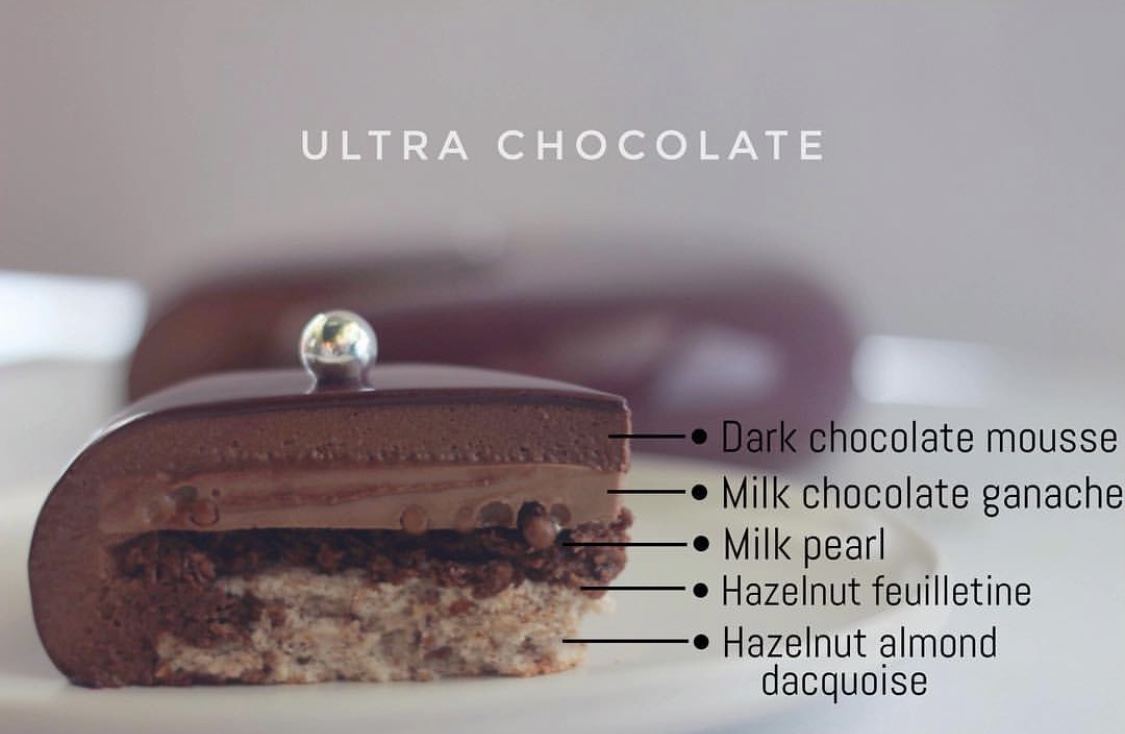 ULTRA CHOCOLATE
Dark chocolate mousse
Milk chocolate ganache
Milk pearl
Hazelnut feuilletine
Hazelnut almond
dacquoise